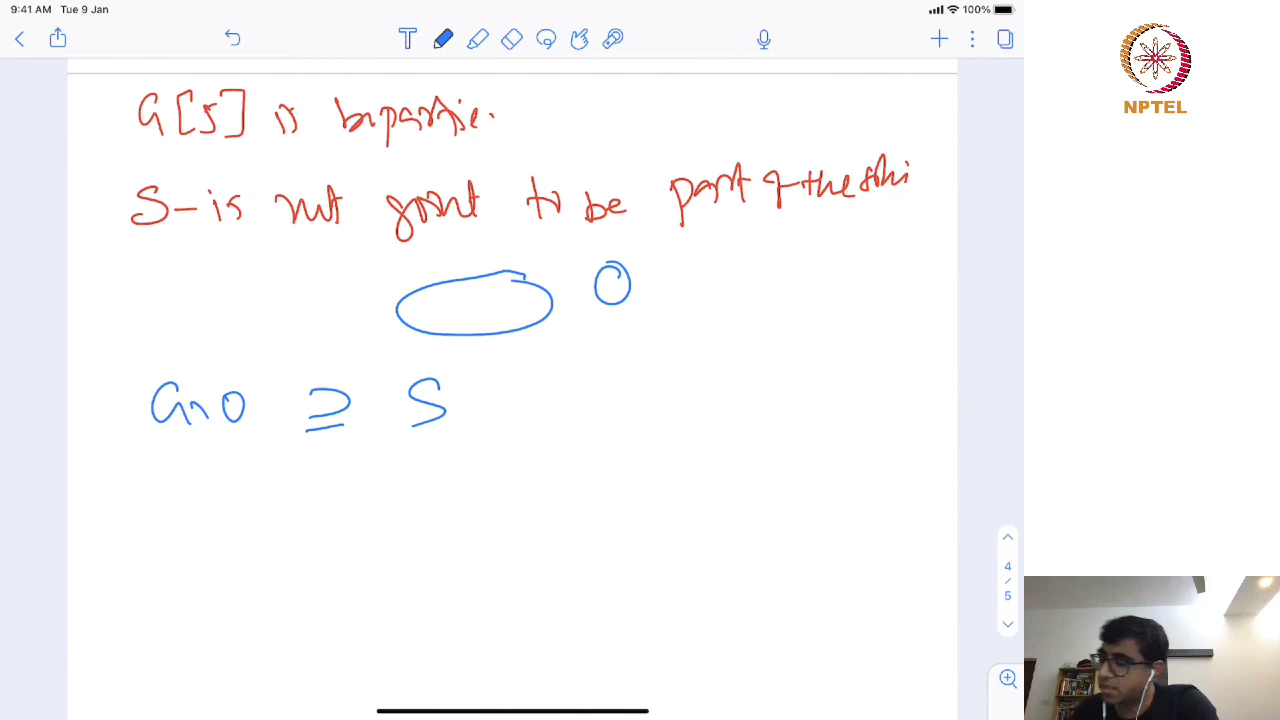 9:41 AM Tue 9 Jan
100%
NPTEL
G[S] is bipartie.
S-is not going to be part of the
O
G\O ⊇ S
4
/
5